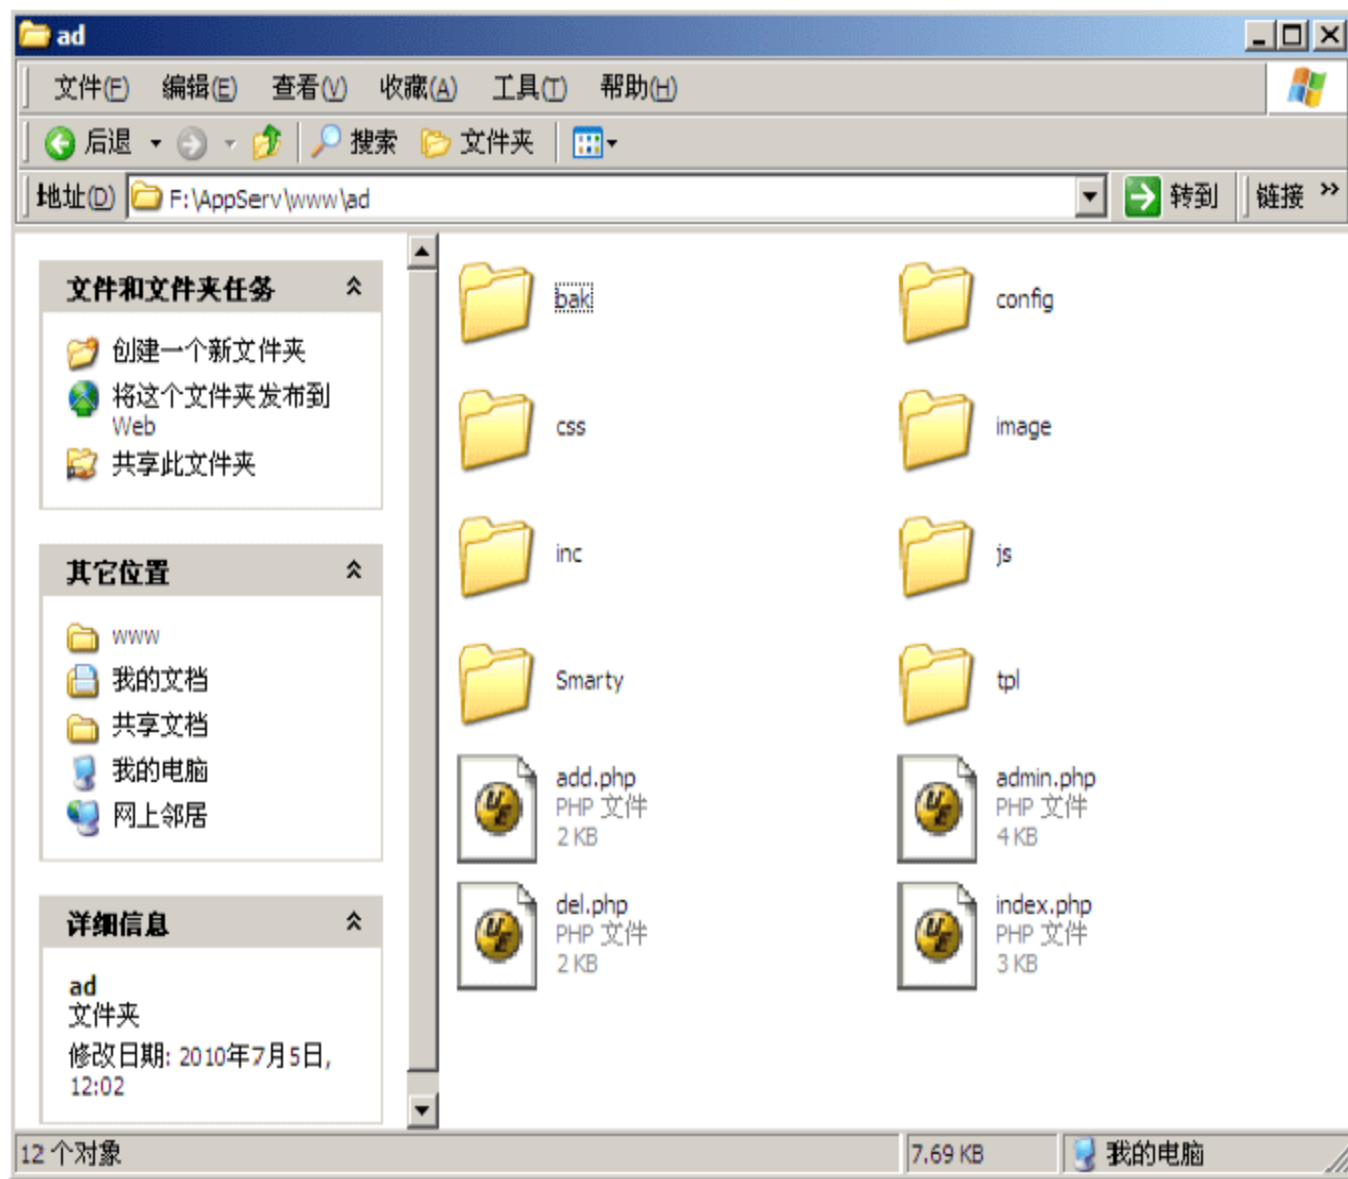 ad
文件(F) 编辑(E) 查看(V) 收藏(A) 工具(T) 帮助(H)
后退 搜索 文件夹
地址(D) F:\AppServ\www\ad 转到 链接 »
文件和文件夹任务
创建一个新文件夹
将这个文件夹发布到
Web
共享此文件夹
其它位置
www
我的文档
共享文档
我的电脑
网上邻居
详细信息
ad
文件夹
修改日期: 2010年7月5日,
12:02
bak
config
css
image
inc
js
Smarty
tpl
add.php
PHP 文件
2 KB
admin.php
PHP 文件
4 KB
del.php
PHP 文件
2 KB
index.php
PHP 文件
3 KB
12 个对象 7.69 KB 我的电脑